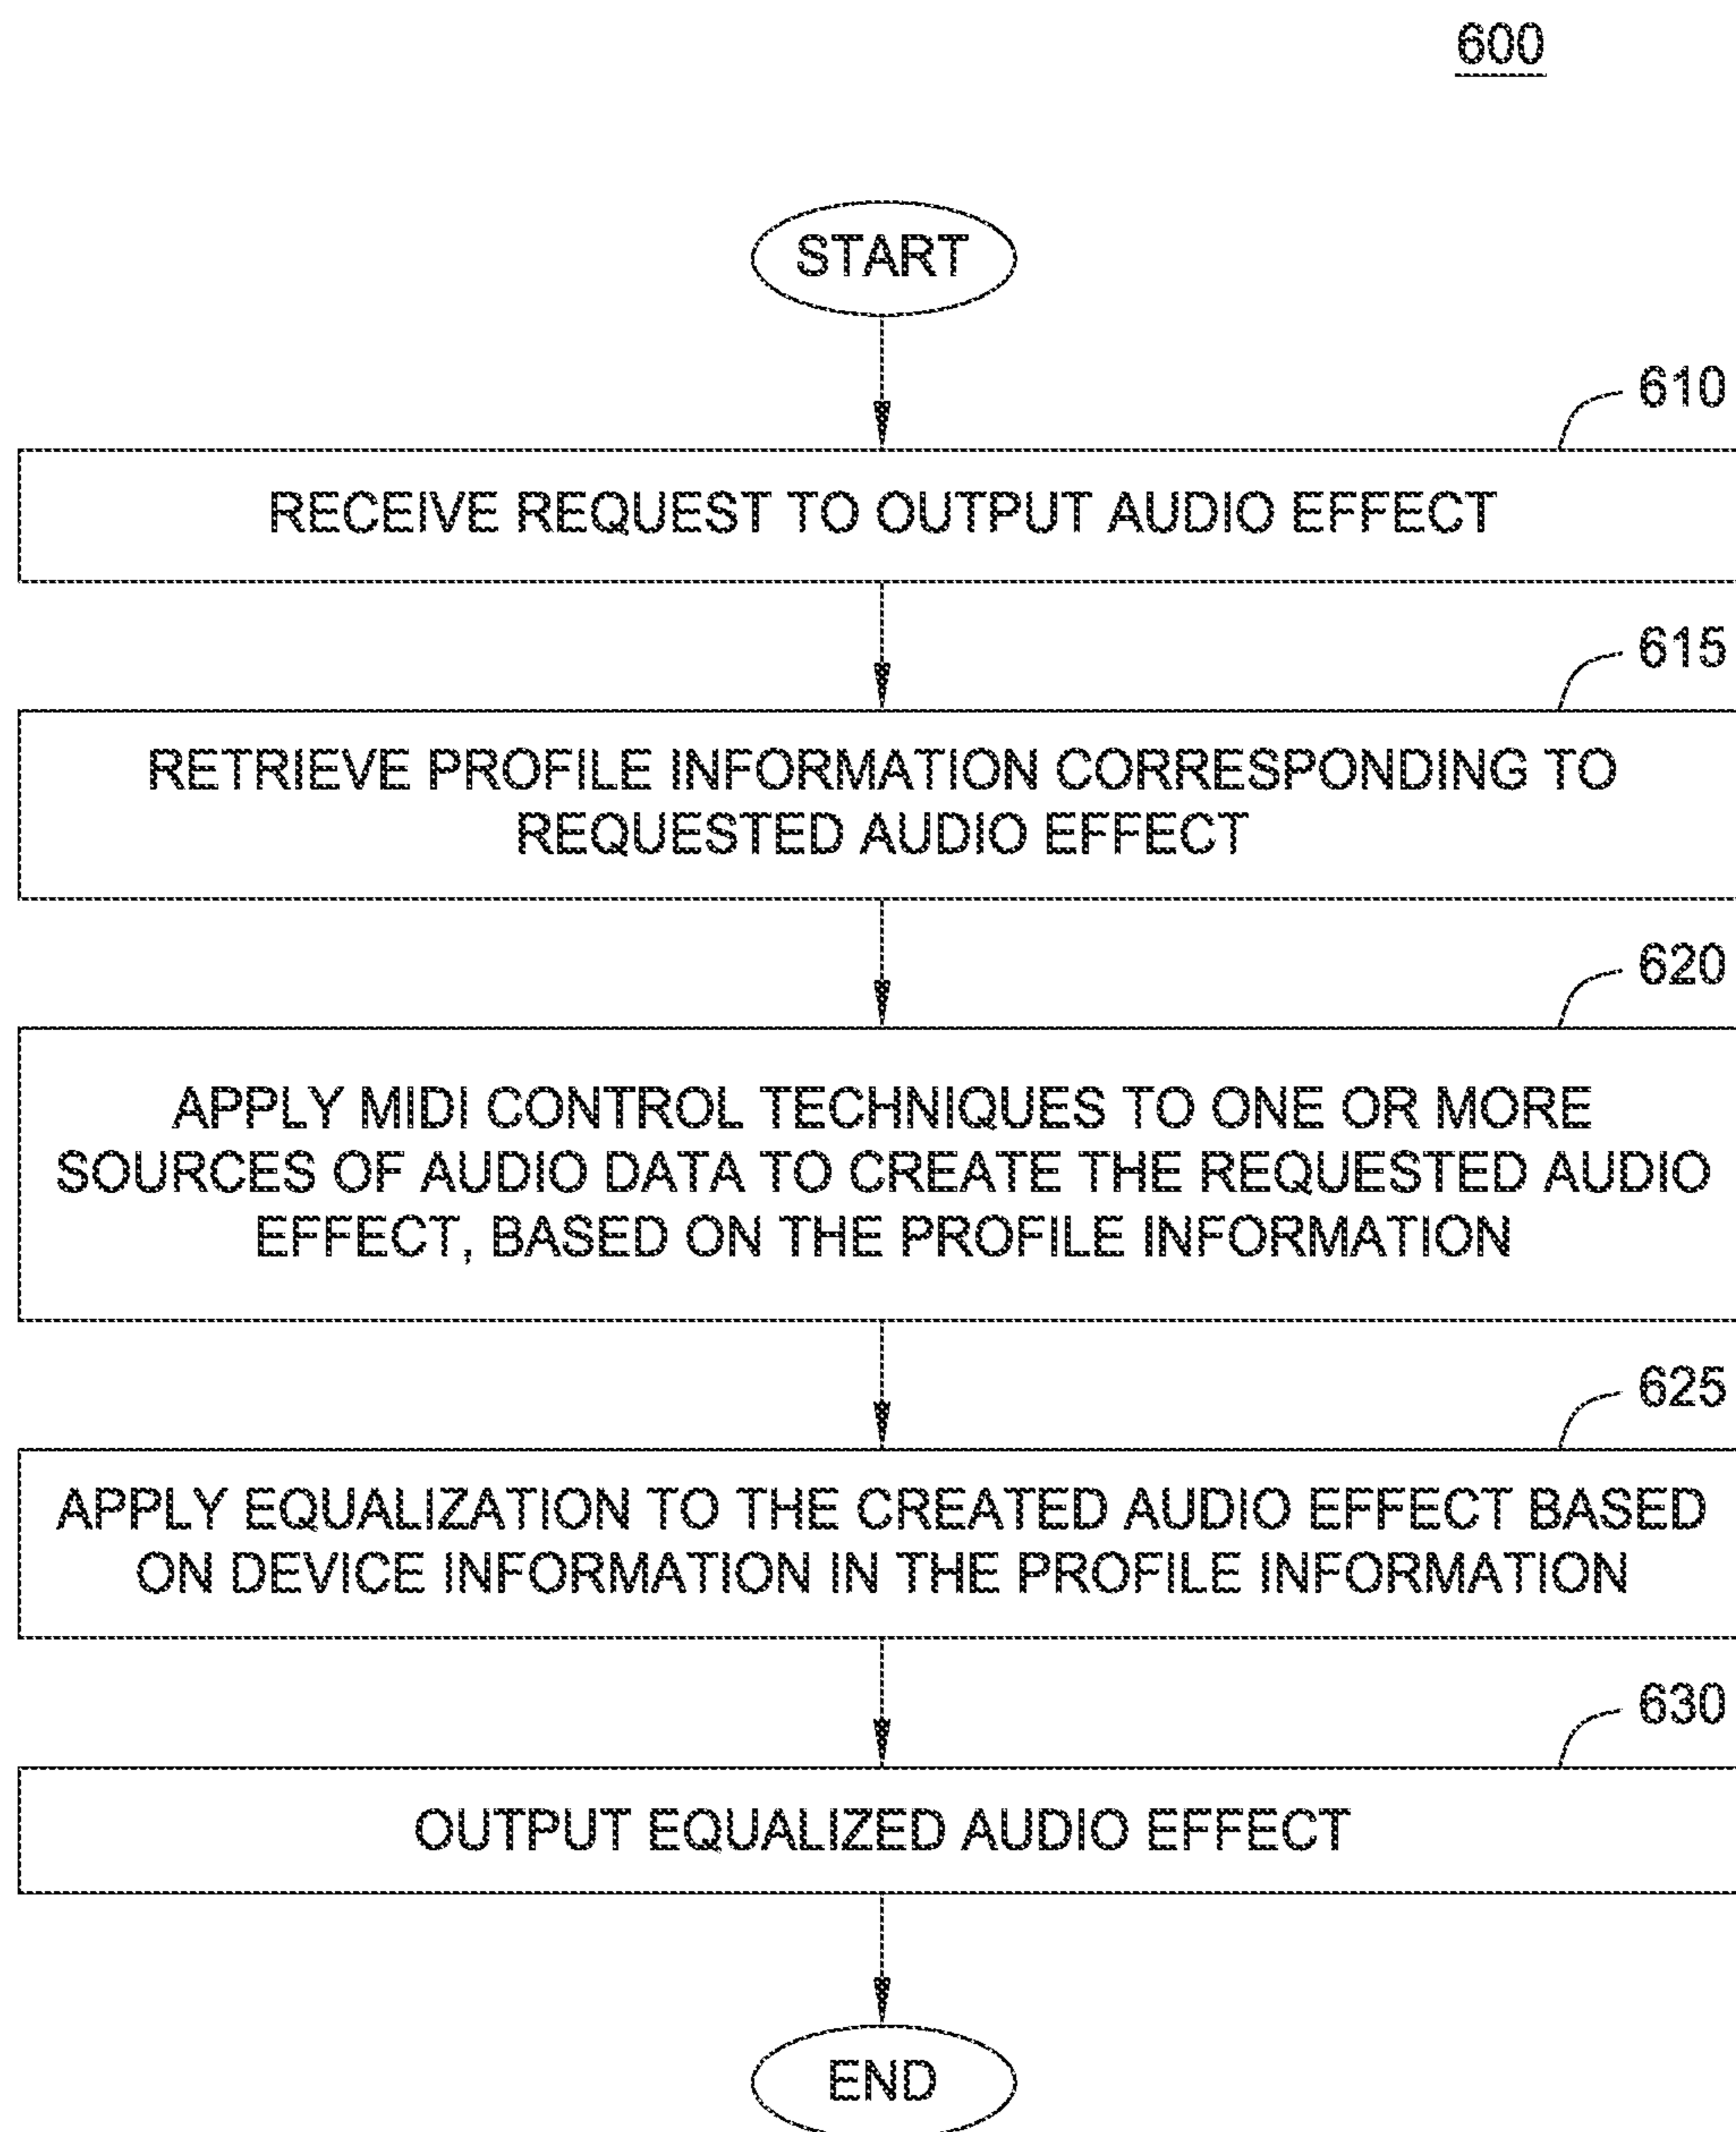 600
START
610
RECEIVE REQUEST TO OUTPUT AUDIO EFFECT
615
RETRIEVE PROFILE INFORMATION CORRESPONDING TO
REQUESTED AUDIO EFFECT
620
APPLY MIDI CONTROL TECHNIQUES TO ONE OR MORE
SOURCES OF AUDIO DATA TO CREATE THE REQUESTED AUDIO
EFFECT, BASED ON THE PROFILE INFORMATION
625
APPLY EQUALIZATION TO THE CREATED AUDIO EFFECT BASED
ON DEVICE INFORMATION IN THE PROFILE INFORMATION
630
OUTPUT EQUALIZED AUDIO EFFECT
END